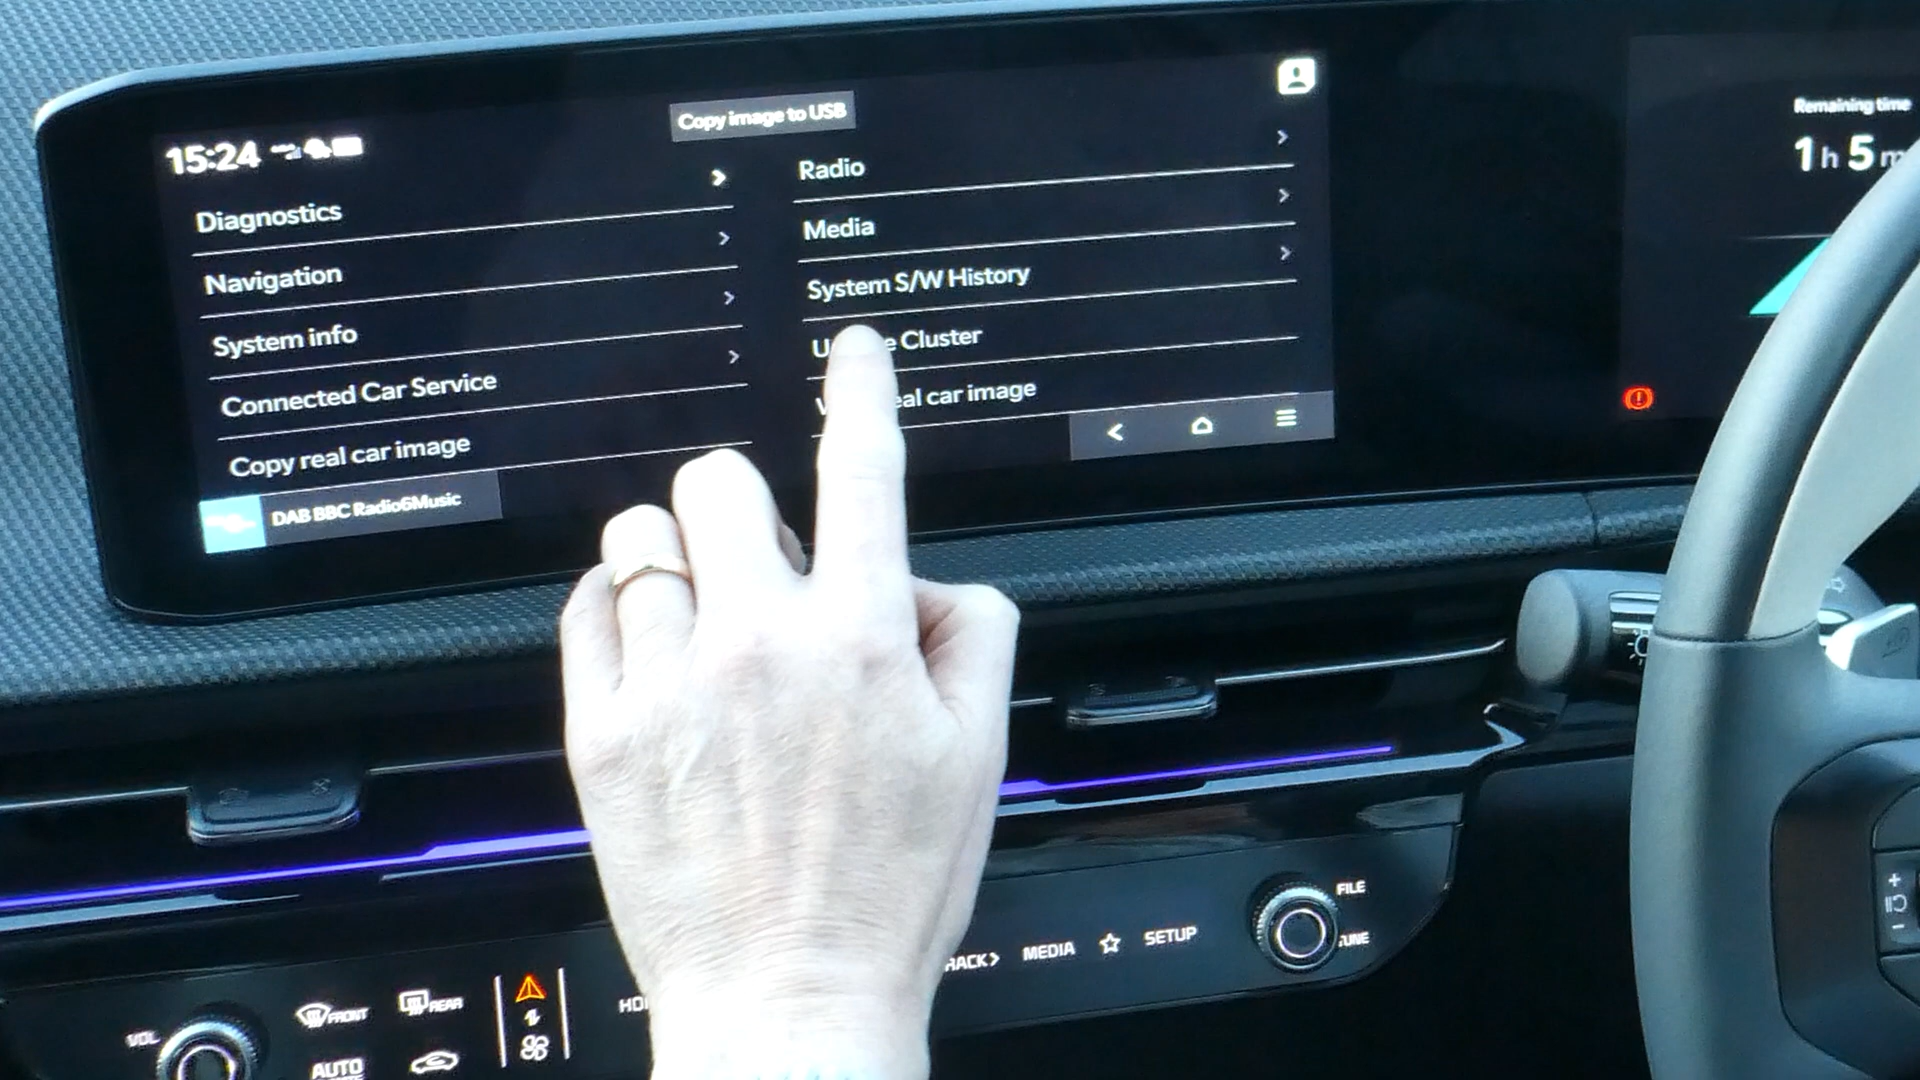 Copy image to USB
15:24
Diagnostics
Navigation
System info
Connected Car Service
Copy real car image
DAB BBC Radio6Music
Radio
Media
System S/W History
Cluster
car image
Remaining time
1 h 5 m
VOL
FRONT
REAR
AUTO
MEDIA
SETUP
FILE